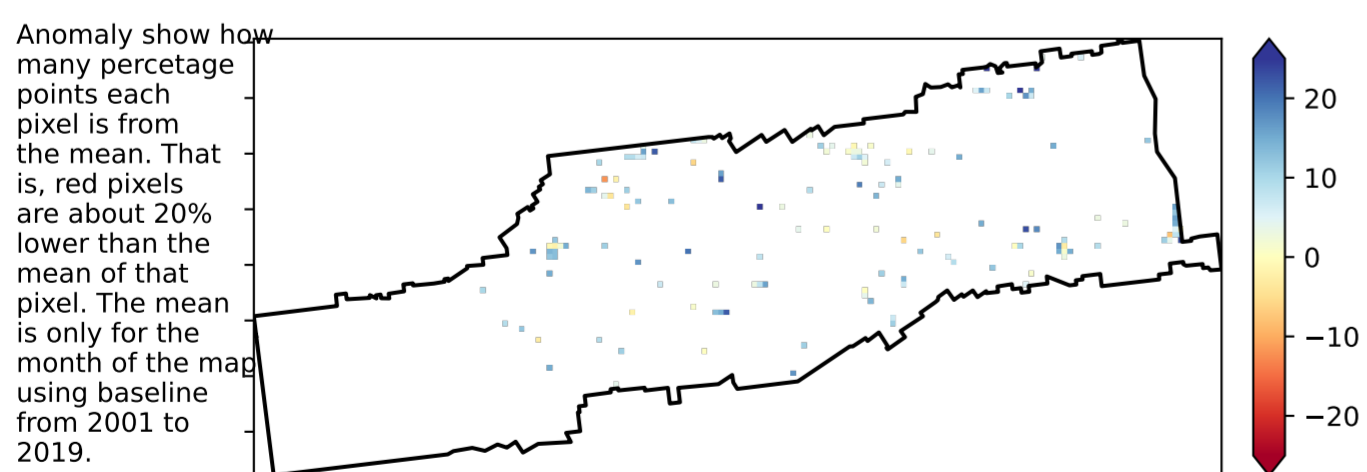 Anomaly show how
many percetage
points each
pixel is from
the mean. That
is, red pixels
are about 20%
lower than the
mean of that
pixel. The mean
is only for the
month of the map
using baseline
from 2001 to
2019.
20
10
0
−10
−20